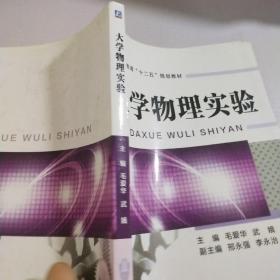 大学物理实验
主编 毛爱华 武娥
"十二五"规划教材
学物理实验
DAXUE WULI SHIYAN
主编 毛爱华 武娥
副主编 邢永强 李永治